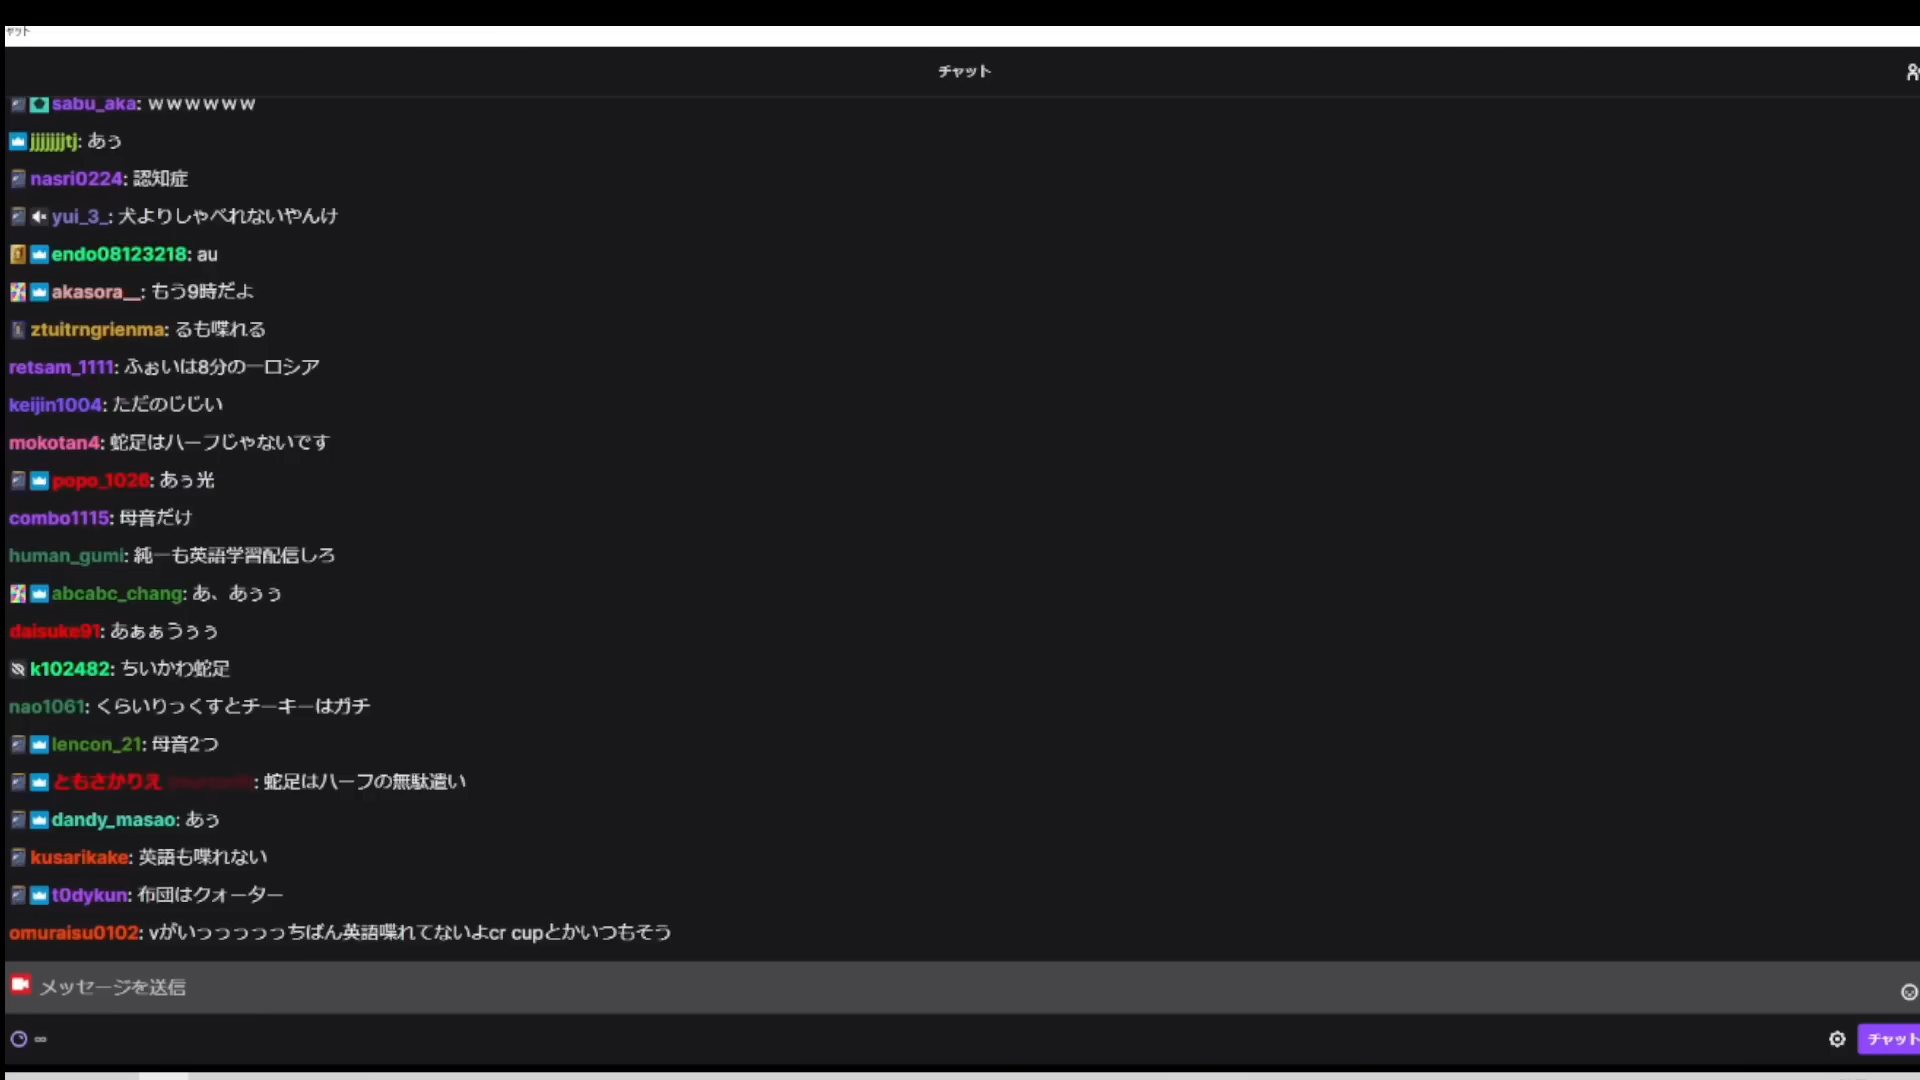 ャット
チャット
sabu_aka: wwwwww
jjjjjjjtj: あぅ
nasri0224: 認知症
yui_3_: 犬よりしゃべれないやんけ
endo08123218: au
akasora__: もう9時だよ
ztuitrngrienma: るも喋れる
retsam_1111: ふぉいは8分の一ロシア
keijin1004: ただのじじい
mokotan4: 蛇足はハーフじゃないです
popo_1026: あぅ光
combo1115: 母音だけ
human_gumi: 純一も英語学習配信しろ
abcabc_chang: あ、あぅぅ
daisuke91: あぁぁうぅぅ
k102482: ちいかわ蛇足
nao1061: くらいりっくすとチーキーはガチ
lencon_21: 母音2つ
ともさかりえ : 蛇足はハーフの無駄遣い
dandy_masao: あぅ
kusarikake: 英語も喋れない
t0dykun: 布団はクォーター
omuraisu0102: vがいっっっっっちばん英語喋れてないよcr cupとかいつもそう
メッセージを送信
∞
チャット